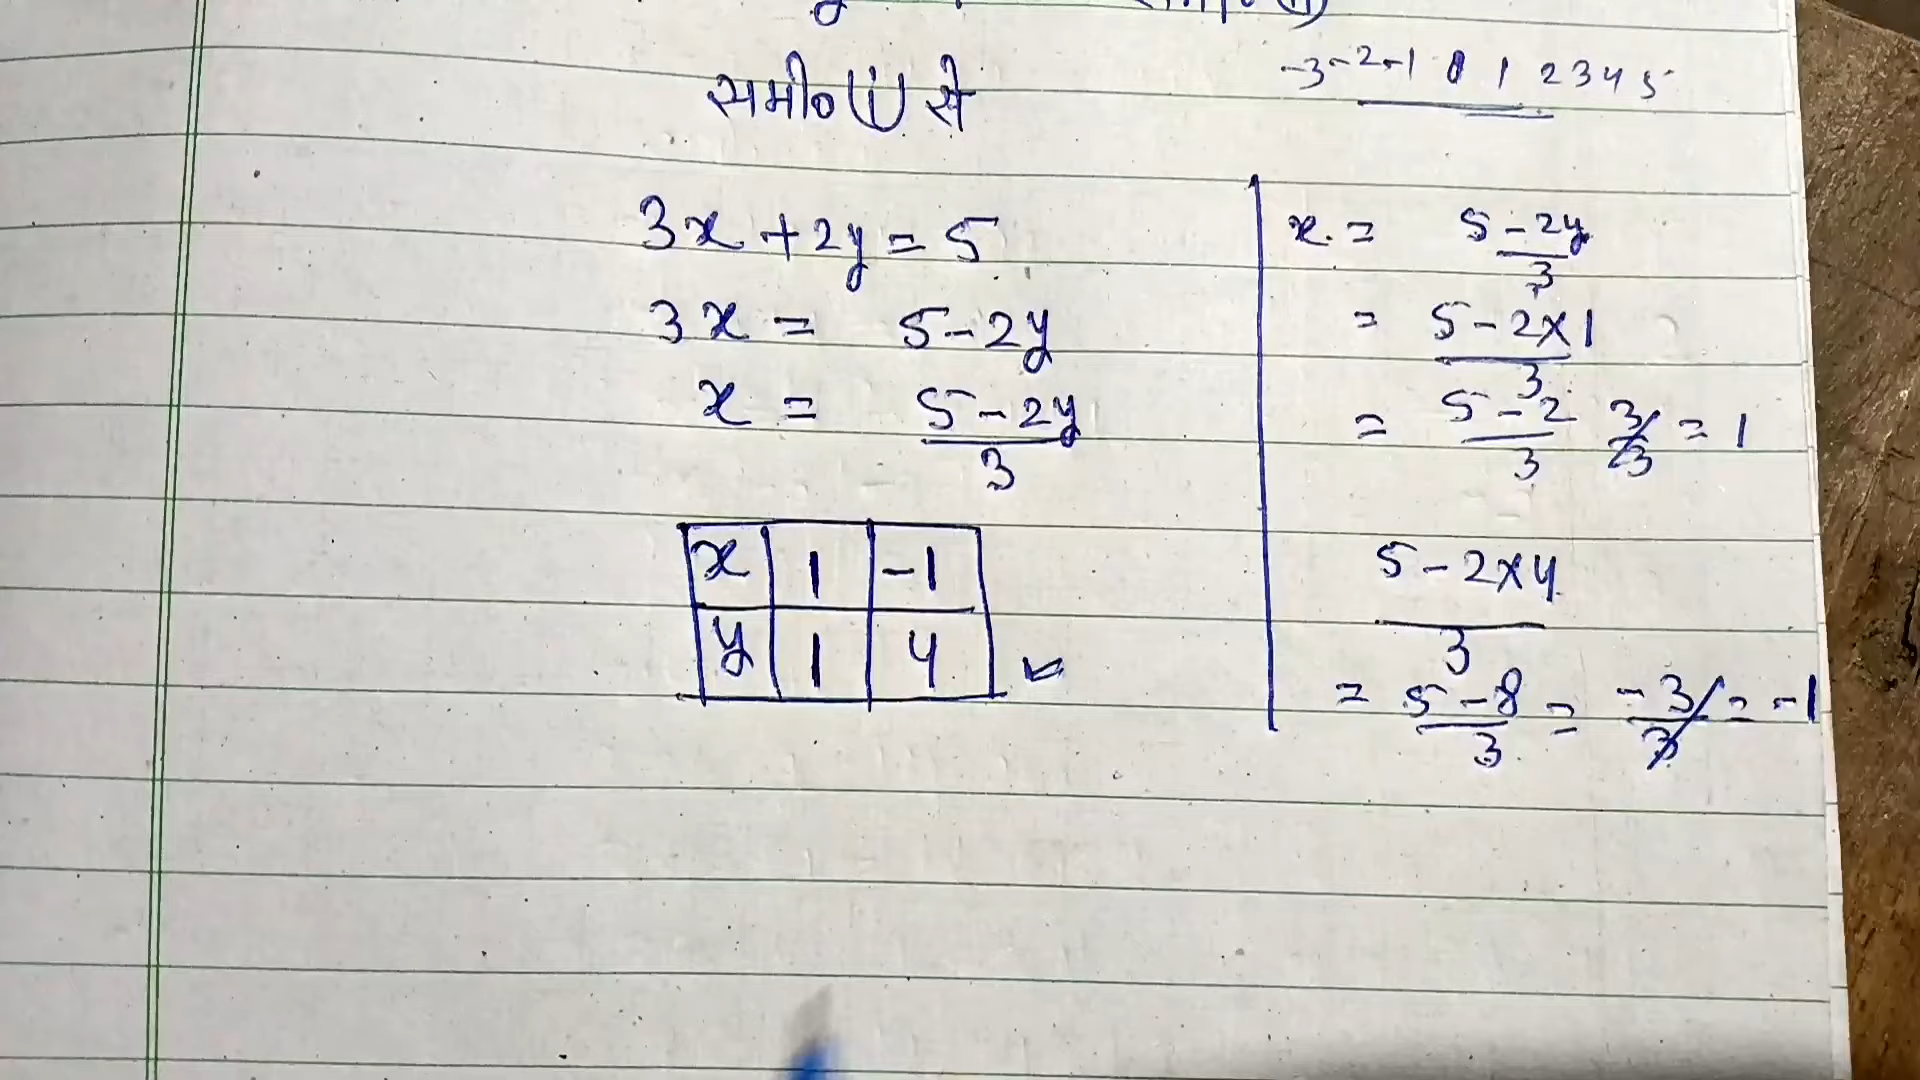 -3 -2 -1 0 1 2 3 4 5
समी० (i) से
3x + 2y = 5
3x = 5 - 2y
x = 5 - 2y / 3
x 1 -1
y 1 4
x = 5 - 2y / 3
= 5 - 2 x 1 / 3
= 5 - 2 / 3 3/3 = 1
5 - 2 x 4 / 3
= 5 - 8 / 3 = -3 / 3 = -1